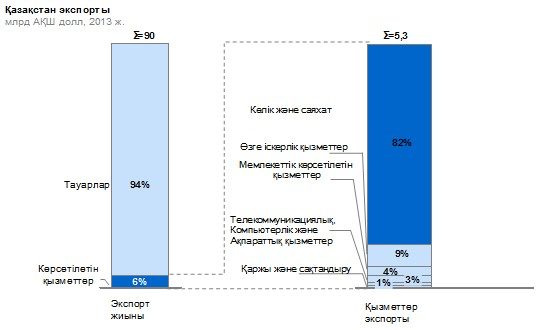 Қазақстан экспорты
млрд АҚШ долл, 2013 ж.
Σ=90
Σ=5,3
Көлік және саяхат
82%
Өзге іскерлік қызметтер
Мемлекеттік көрсетілетін
қызметтер
Тауарлар
94%
Телекоммуникациялық,
Компьютерлік және
Ақпараттық қызметтер
9%
4%
Қаржы және сақтандыру
1%
3%
Көрсетілетін
қызметтер
6%
Экспорт
жиыны
Қызметтер
экспорты